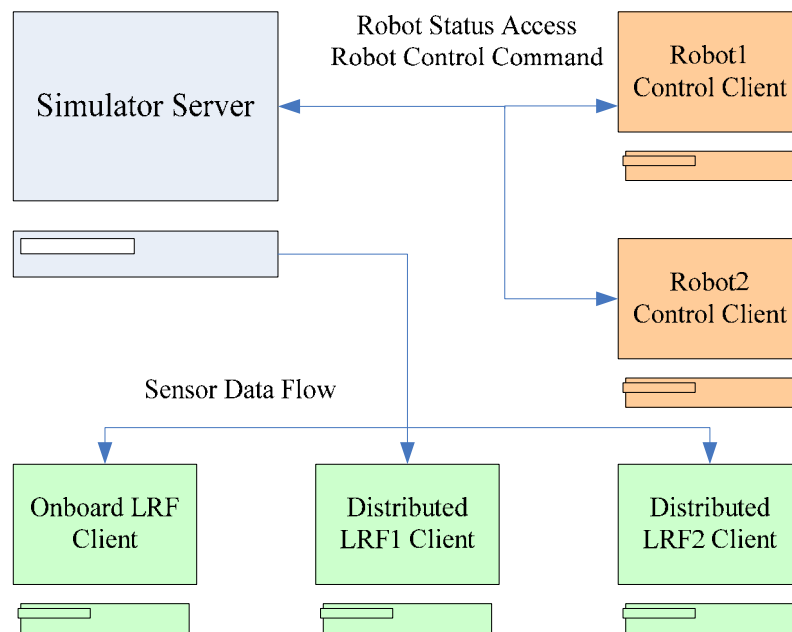 Robot Status Access
Robot Control Command
Simulator Server
Robot1
Control Client
Robot2
Control Client
Sensor Data Flow
Onboard LRF
Client
Distributed
LRF1 Client
Distributed
LRF2 Client